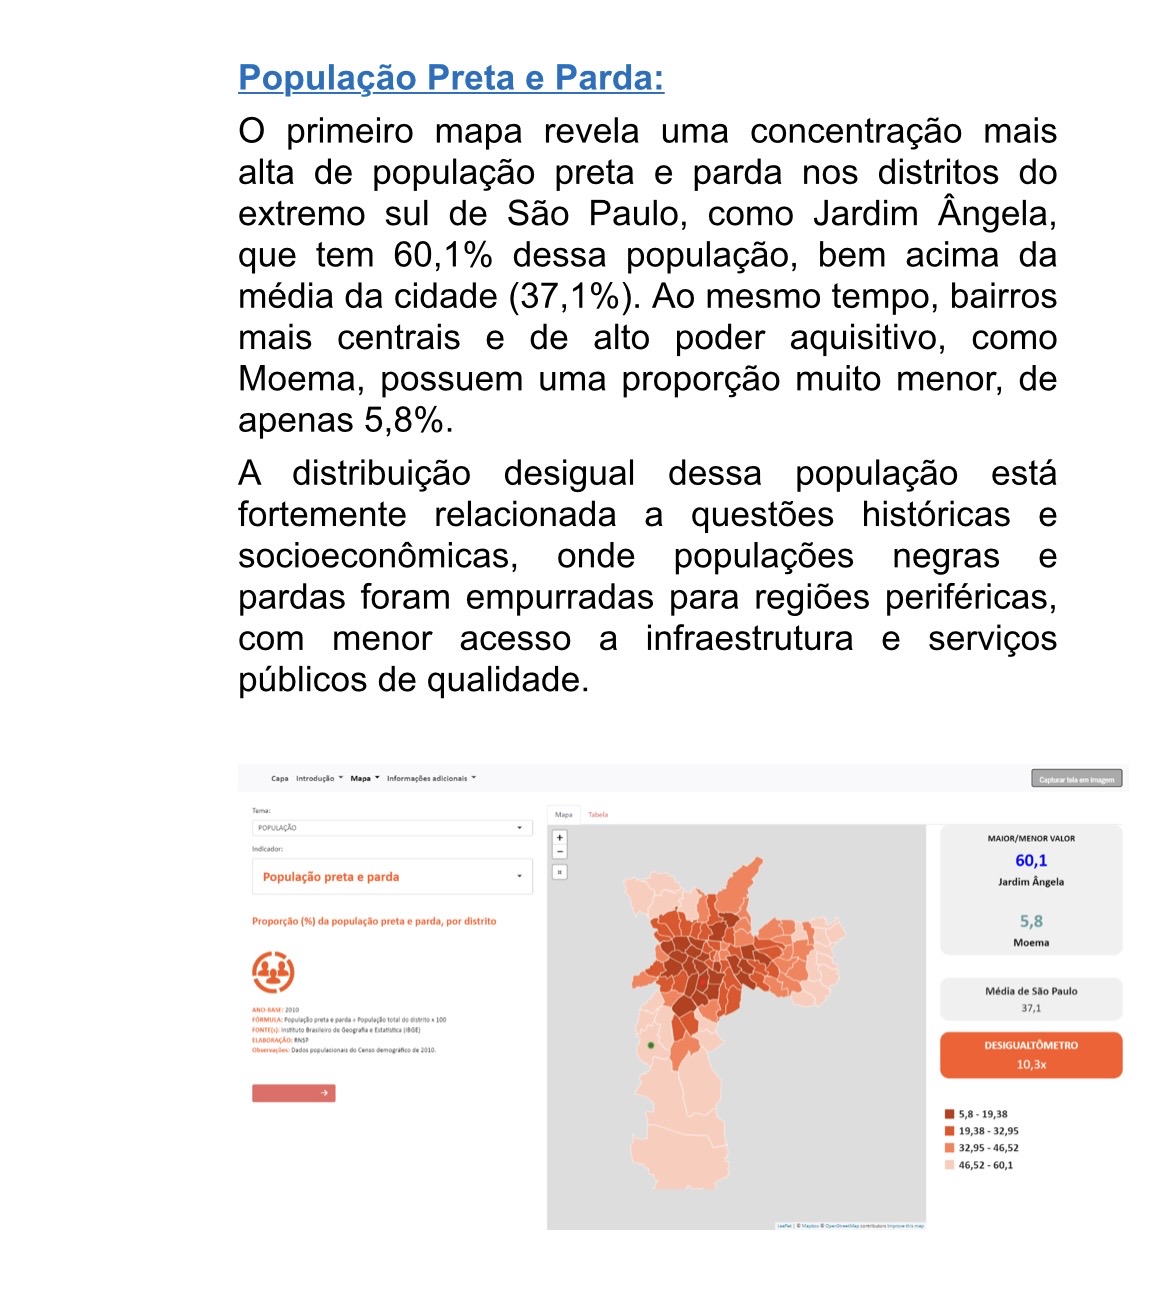 População Preta e Parda:
O primeiro mapa revela uma concentração mais
alta de população preta e parda nos distritos do
extremo sul de São Paulo, como Jardim Ângela,
que tem 60,1% dessa população, bem acima da
média da cidade (37,1%). Ao mesmo tempo, bairros
mais centrais e de alto poder aquisitivo, como
Moema, possuem uma proporção muito menor, de
apenas 5,8%.
A distribuição desigual dessa população está
fortemente relacionada a questões históricas e
socioeconômicas, onde populações negras e
pardas foram empurradas para regiões periféricas,
com menor acesso a infraestrutura e serviços
públicos de qualidade.
Capa Introdução Mapa Informações adicionais
Capturar tela em imagem
Tema:
POPULAÇÃO
Indicador:
População preta e parda
Proporção (%) da população preta e parda, por distrito
ANO-BASE: 2010
FÓRMULA: População preta e parda ÷ População total do distrito x 100
FONTE(s): Instituto Brasileiro de Geografia e Estatística (IBGE)
ELABORAÇÃO: RNSP
Observações: Dados populacionais do Censo demográfico de 2010.
Mapa Tabela
+
−
MAIOR/MENOR VALOR
60,1
Jardim Ângela
5,8
Moema
Média de São Paulo
37,1
DESIGUALTÔMETRO
10,3x
5,8 - 19,38
19,38 - 32,95
32,95 - 46,52
46,52 - 60,1
Leaflet | © Mapbox © OpenStreetMap contributors Improve this map